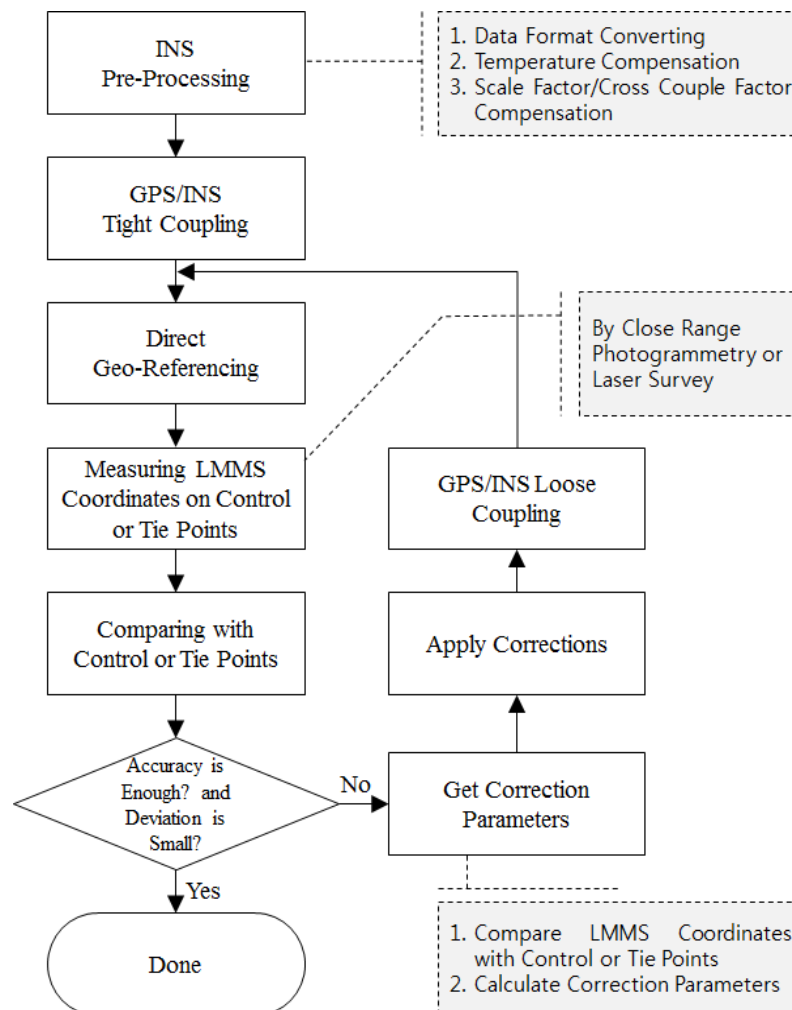 INS
Pre-Processing
1. Data Format Converting
2. Temperature Compensation
3. Scale Factor/Cross Couple Factor
Compensation
GPS/INS
Tight Coupling
Direct
Geo-Referencing
By Close Range
Photogrammetry or
Laser Survey
Measuring LMMS
Coordinates on Control
or Tie Points
GPS/INS Loose
Coupling
Comparing with
Control or Tie Points
Apply Corrections
Accuracy is
Enough? and
Deviation is
Small?
No
Get Correction
Parameters
Yes
Done
1. Compare LMMS Coordinates
with Control or Tie Points
2. Calculate Correction Parameters